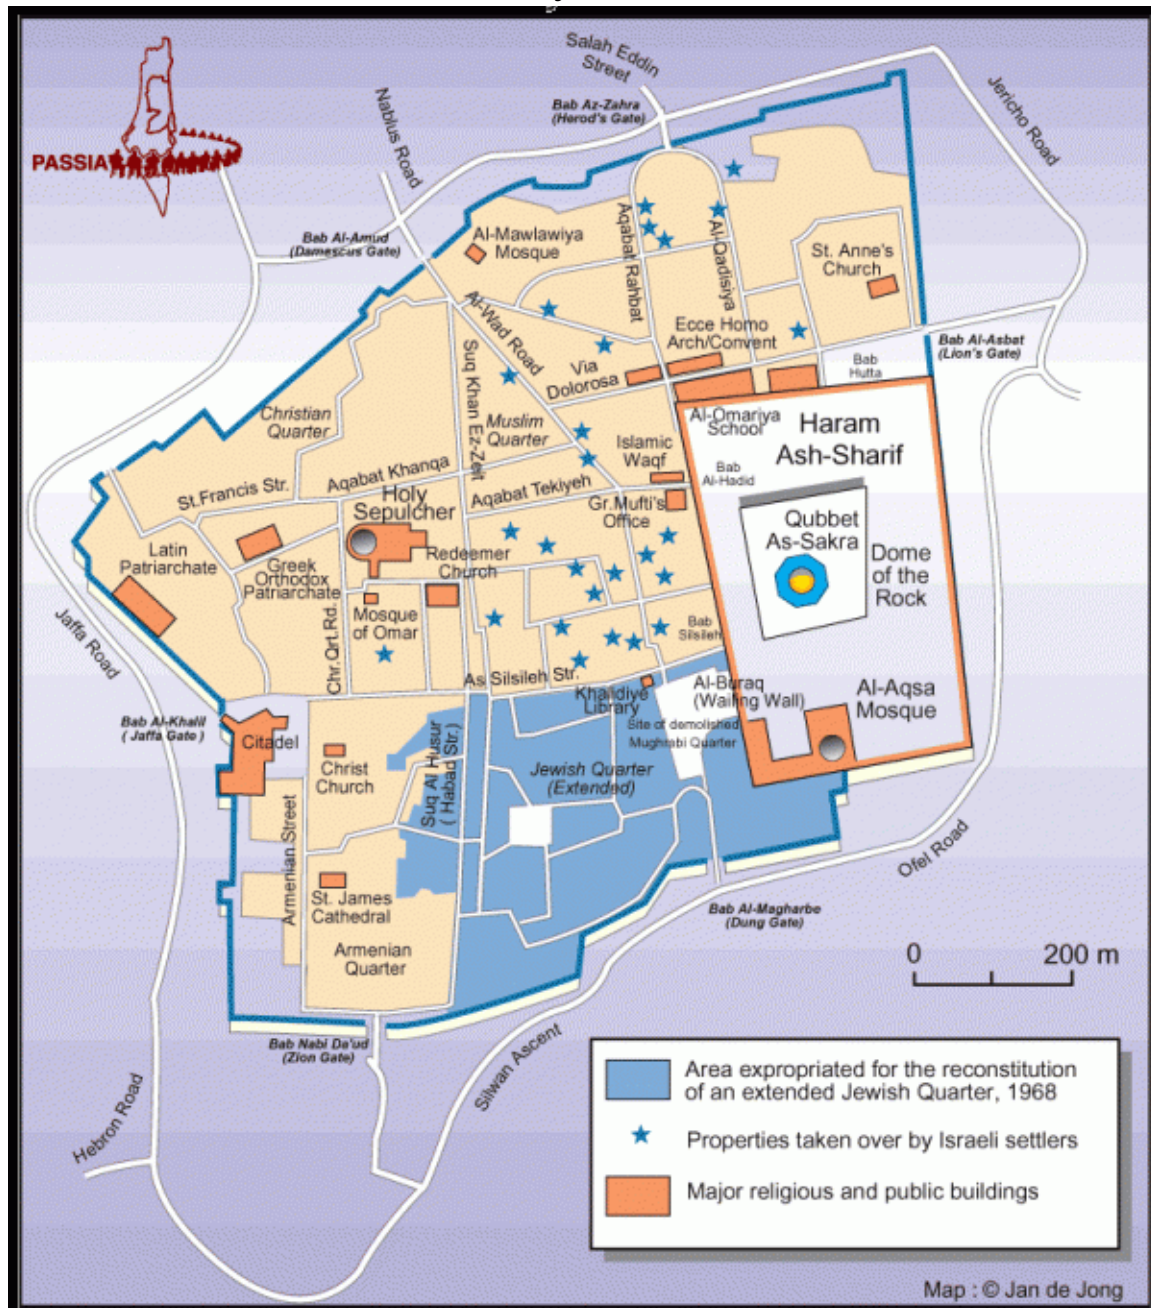 Salah Eddin
Street
Bab Az-Zahra
(Herod's Gate)
Nablus Road
Jericho Road
PASSIA
Bab Al-Amud
(Damascus Gate)
Al-Mawlawiya
Mosque
Aqabat Rahbat
Al-Qadisiya
St. Anne's
Church
Al-Wad Road
Ecce Homo
Arch/Convent
Bab Al-Asbat
(Lion's Gate)
Via
Dolorosa
Bab
Hutta
Suq Khan Ez-Zeit
Christian
Quarter
Muslim
Quarter
Al-Omariya
School
Haram
Ash-Sharif
Islamic
Waqf
Bab
Al-Hadid
Aqabat Khanqa
St.Francis Str.
Aqabat Tekiyeh
Holy
Sepulcher
Gr.Mufti's
Office
Qubbet
As-Sakra
Dome
of the
Rock
Latin
Patriarchate
Greek
Orthodox
Patriarchate
Redeemer
Church
Mosque
of Omar
Chr.Qrt.Rd.
Jaffa Road
Bab
Silsileh
As Silsileh Str.
Khalidiye
Library
Al-Buraq
(Wailing Wall)
Al-Aqsa
Mosque
Bab Al-Khalil
( Jaffa Gate )
Citadel
Site of demolished
Mughrabi Quarter
Christ
Church
Suq Al Husur
( Habad Str.)
Jewish Quarter
(Extended)
Armenian Street
St. James
Cathedral
Ofel Road
Bab Al-Magharbe
(Dung Gate)
Armenian
Quarter
0 200 m
Bab Nabi Da'ud
(Zion Gate)
Silwan Ascent
Hebron Road
Area expropriated for the reconstitution
of an extended Jewish Quarter, 1968
Properties taken over by Israeli settlers
Major religious and public buildings
Map : © Jan de Jong